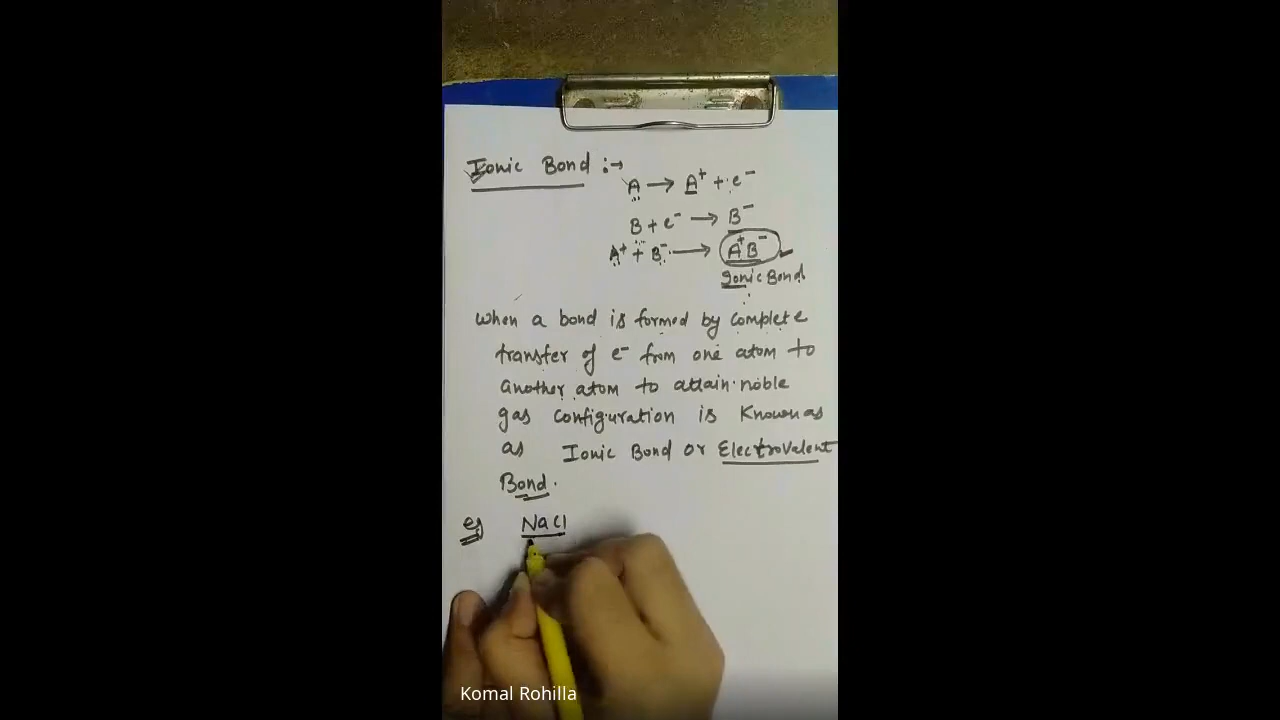 Ionic Bond :→
A → A⁺ + e⁻
B + e⁻ → B⁻
A⁺ + B⁻ → A⁺B⁻
Ionic Bond
When a bond is formed by complete
transfer of e⁻ from one atom to
another atom to attain noble
gas configuration is known as
as Ionic Bond or Electrovalent
Bond.
eg NaCl
Komal Rohilla